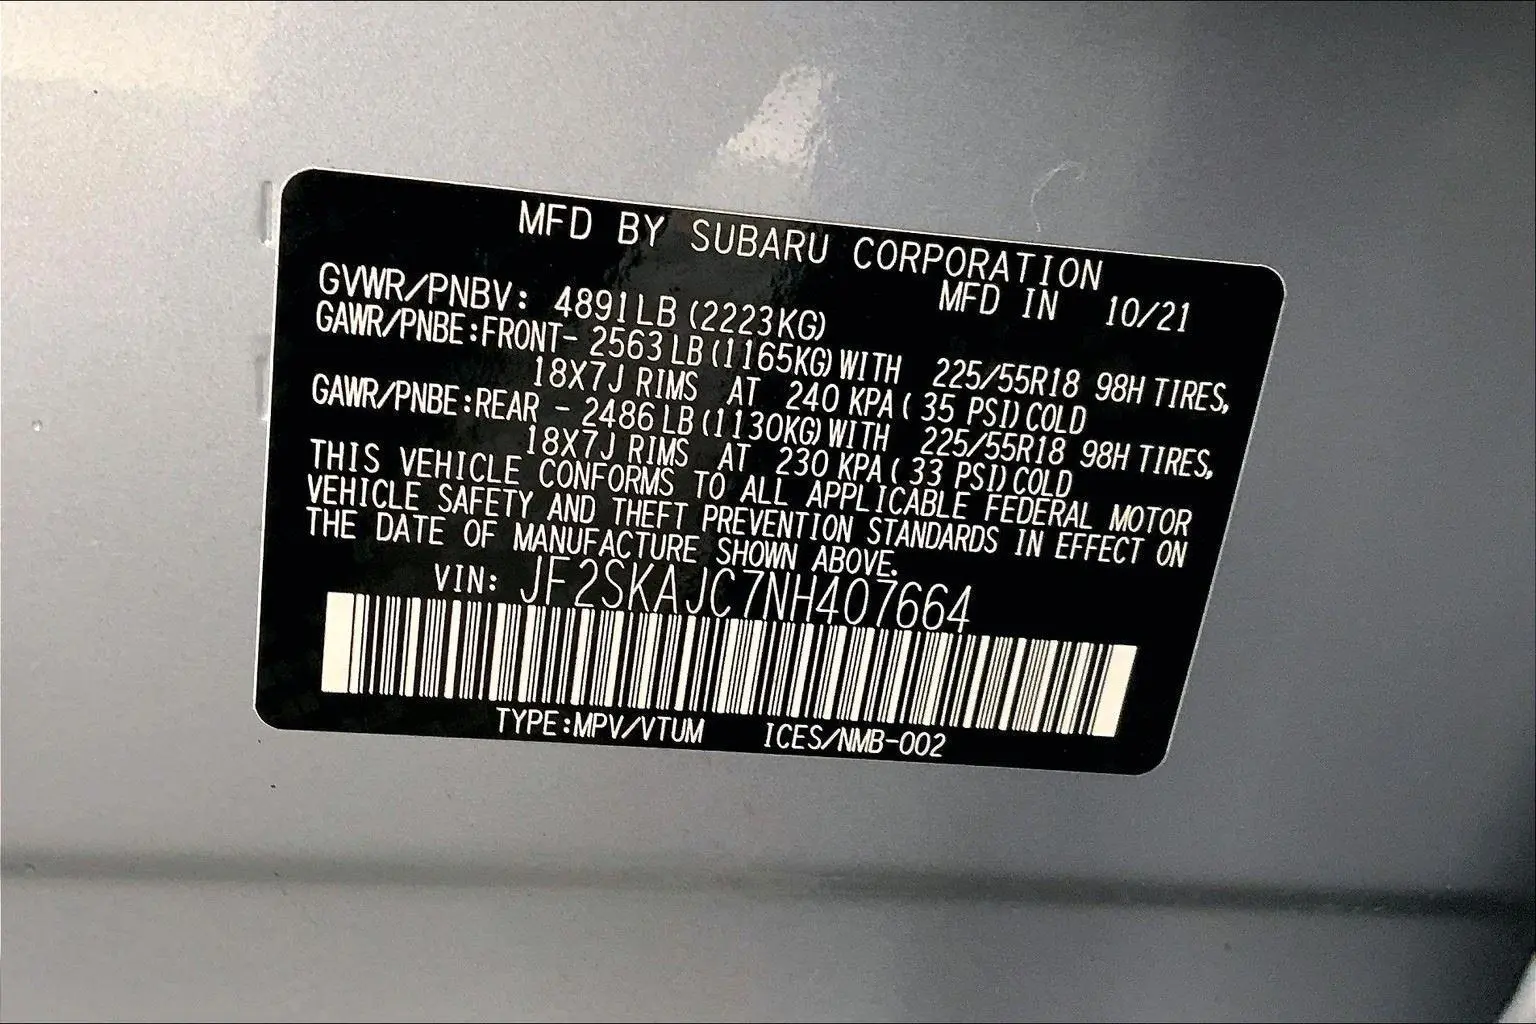 MFD BY SUBARU CORPORATION
MFD IN 10/21
GVWR/PNBV: 4891LB (2223KG)
GAWR/PNBE:FRONT- 2563LB(1165KG)WITH 225/55R18 98H TIRES,
18X7J RIMS AT 240 KPA( 35 PSI)COLD
GAWR/PNBE:REAR - 2486LB(1130KG)WITH 225/55R18 98H TIRES,
18X7J RIMS AT 230 KPA( 33 PSI)COLD
THIS VEHICLE CONFORMS TO ALL APPLICABLE FEDERAL MOTOR
VEHICLE SAFETY AND THEFT PREVENTION STANDARDS IN EFFECT ON
THE DATE OF MANUFACTURE SHOWN ABOVE.
VIN: JF2SKAJC7NH407664
TYPE:MPV/VTUM ICES/NMB-002